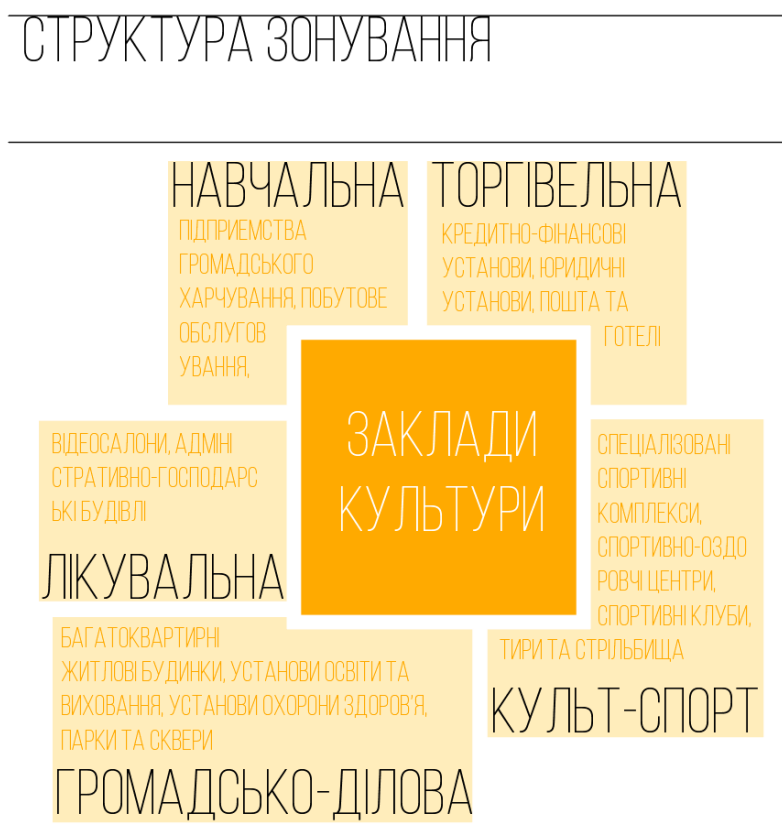 СТРУКТУРА ЗОНУВАННЯ
НАВЧАЛЬНА
ПІДПРИЕМСТВА
ГРОМАДСЬКОГО
ХАРЧУВАННЯ, ПОБУТОВЕ
ОБСЛУГОВ
УВАННЯ,
ТОРГІВЕЛЬНА
КРЕДИТНО-ФІНАНСОВІ
УСТАНОВИ, ЮРИДИЧНІ
УСТАНОВИ, ПОШТА ТА
ГОТЕЛІ
ЗАКЛАДИ
КУЛЬТУРИ
ВІДЕОСАЛОНИ, АДМІНІ
СТРАТИВНО-ГОСПОДАРС
ЬКІ БУДІВЛІ
ЛІКУВАЛЬНА
СПЕЦІАЛІЗОВАНІ
СПОРТИВНІ
КОМПЛЕКСИ,
СПОРТИВНО-ОЗДО
РОВЧІ ЦЕНТРИ,
СПОРТИВНІ КЛУБИ,
ТИРИ ТА СТРІЛЬБИЩА
КУЛЬТ-СПОРТ
БАГАТОКВАРТИРНІ
ЖИТЛОВІ БУДИНКИ, УСТАНОВИ ОСВІТИ ТА
ВИХОВАННЯ, УСТАНОВИ ОХОРОНИ ЗДОРОВ'Я,
ПАРКИ ТА СКВЕРИ
ГРОМАДСЬКО-ДІЛОВА